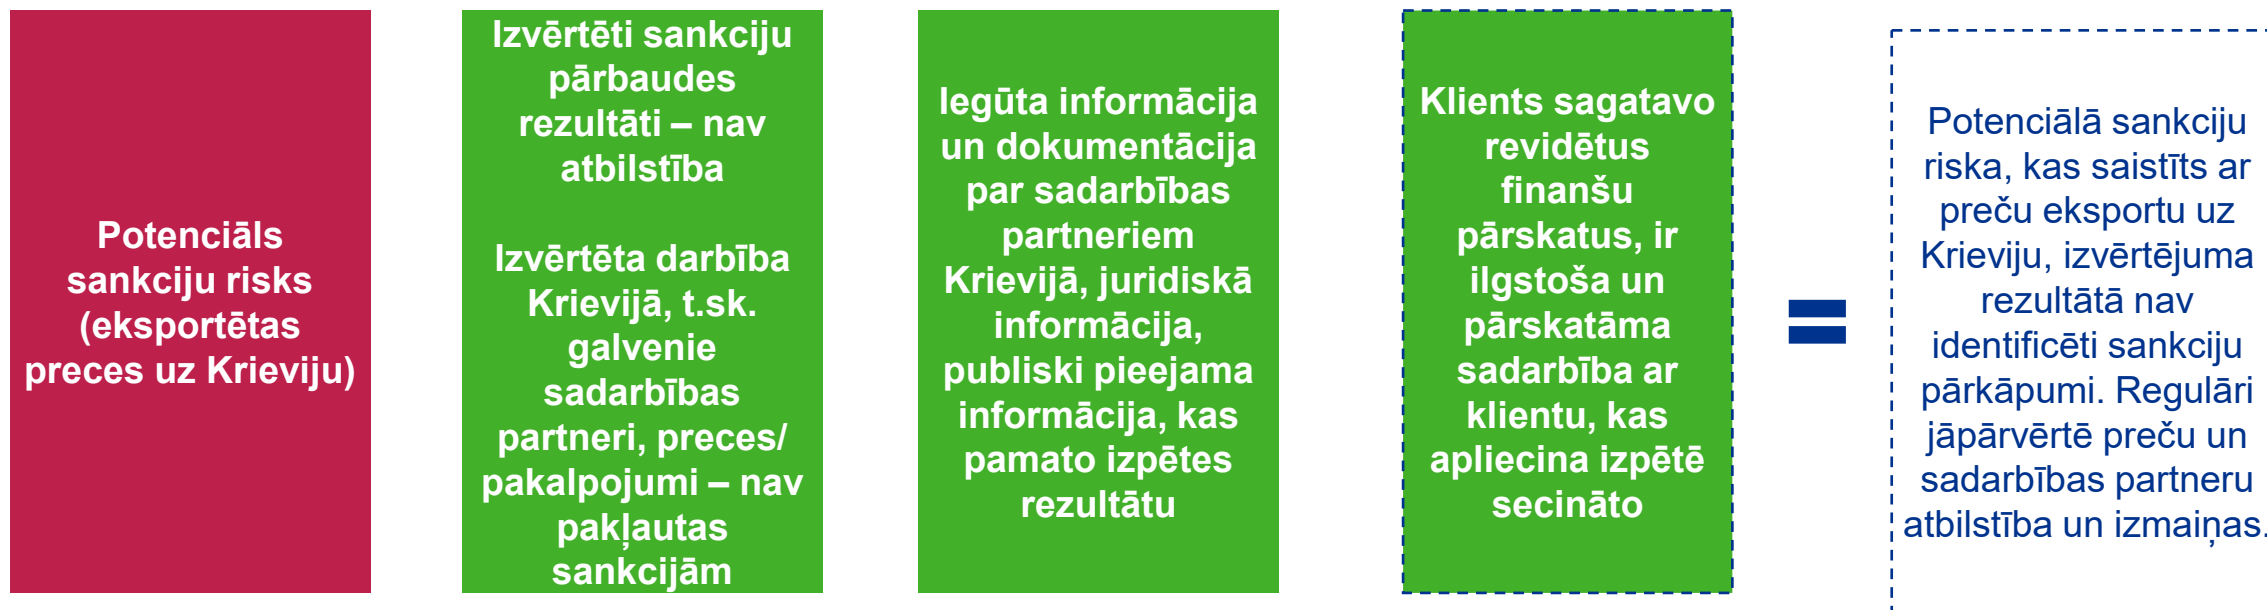 Potenciāls
sankciju risks
(eksportētas
preces uz Krieviju)
Izvērtēti sankciju
pārbaudes
rezultāti – nav
atbilstība
Izvērtēta darbība
Krievijā, t.sk.
galvenie
sadarbības
partneri, preces/
pakalpojumi – nav
pakļautas
sankcijām
Iegūta informācija
un dokumentācija
par sadarbības
partneriem
Krievijā, juridiskā
informācija,
publiski pieejama
informācija, kas
pamato izpētes
rezultātu
Klients sagatavo
revidētus
finanšu
pārskatus, ir
ilgstoša un
pārskatāma
sadarbība ar
klientu, kas
apliecina izpētē
secināto
=
Potenciālā sankciju
riska, kas saistīts ar
preču eksportu uz
Krieviju, izvērtējuma
rezultātā nav
identificēti sankciju
pārkāpumi. Regulāri
jāpārvērtē preču un
sadarbības partneru
atbilstība un izmaiņas.